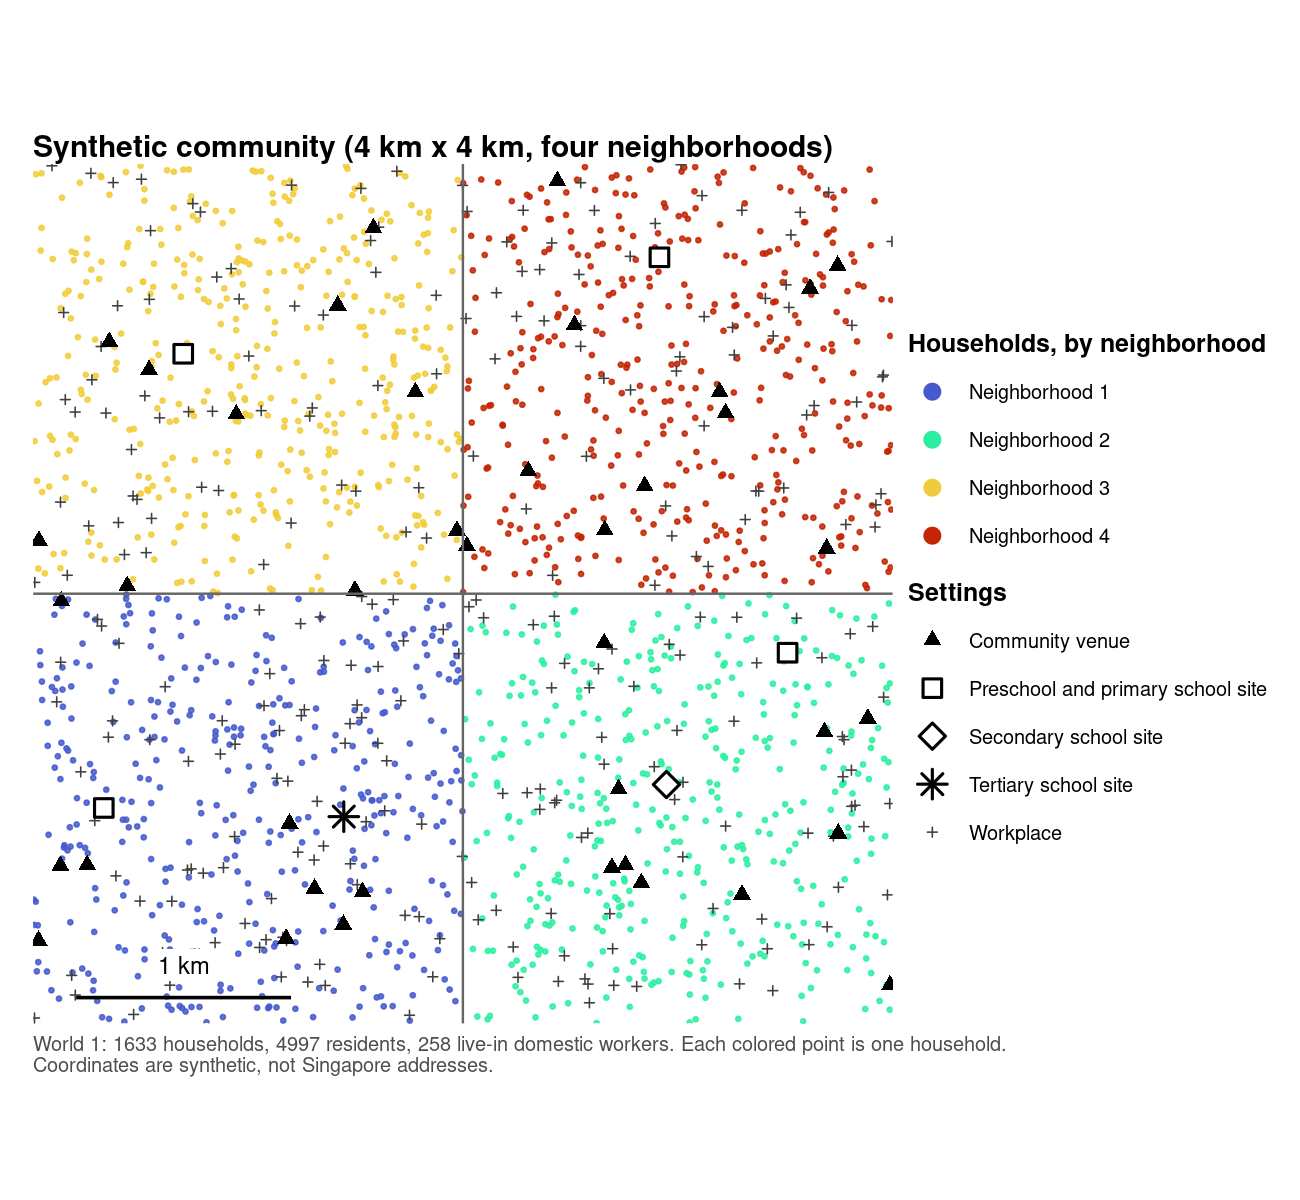 Synthetic community (4 km x 4 km, four neighborhoods)
Households, by neighborhood
Neighborhood 1
Neighborhood 2
Neighborhood 3
Neighborhood 4
Settings
Community venue
Preschool and primary school site
Secondary school site
Tertiary school site
Workplace
1 km
World 1: 1633 households, 4997 residents, 258 live-in domestic workers. Each colored point is one household.
Coordinates are synthetic, not Singapore addresses.